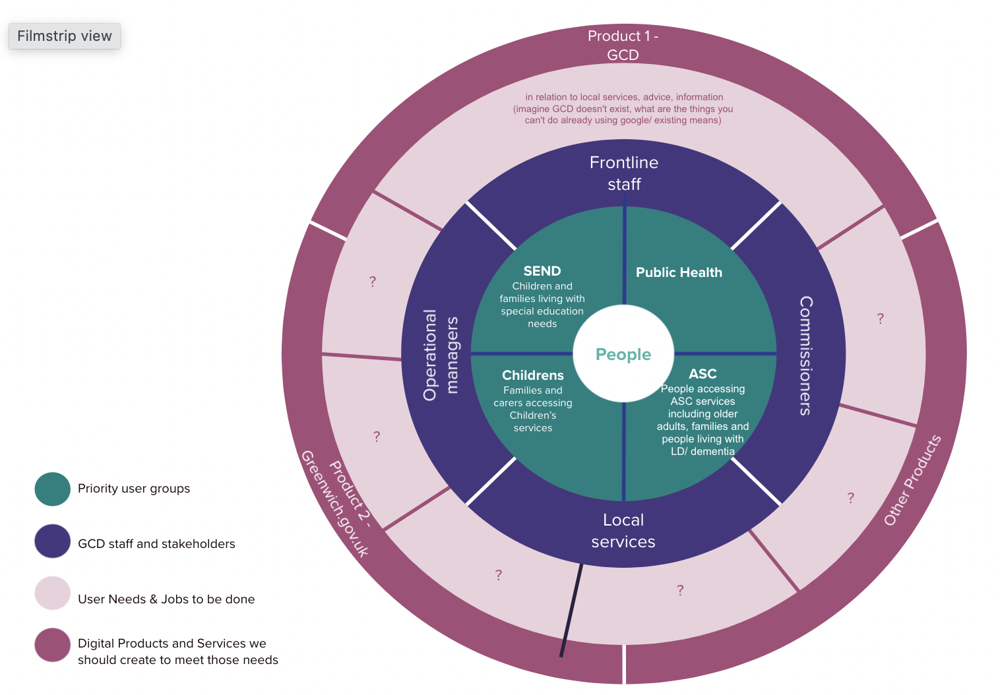 Filmstrip view
Product 1 -
GCD
in relation to local services, advice, information
(imagine GCD doesn't exist, what are the things you
can't do already using google/ existing means)
Frontline
staff
SEND
Children and
families living with
special education
needs
Public Health
?
?
Operational
managers
Commissioners
People
Childrens
Families and
carers accessing
Children's
services
ASC
People accessing
ASC services
including older
adults, families and
people living with
LD/ dementia
?
?
Product 2 -
Greenwich.gov.uk
Other Products
Local
services
?
?
Priority user groups
GCD staff and stakeholders
User Needs & Jobs to be done
Digital Products and Services we
should create to meet those needs